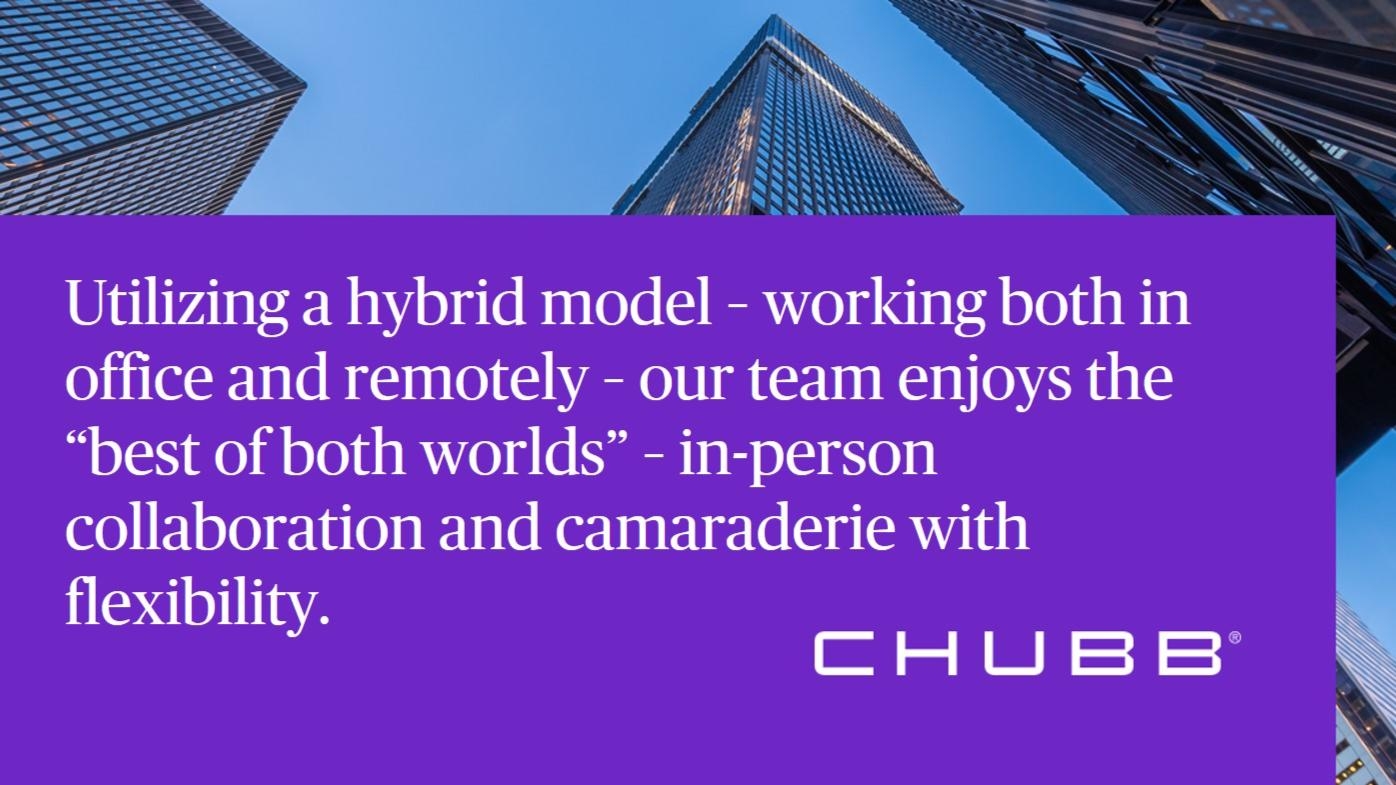 Utilizing a hybrid model – working both in
office and remotely – our team enjoys the
“best of both worlds” – in-person
collaboration and camaraderie with
flexibility.
CHUBB®